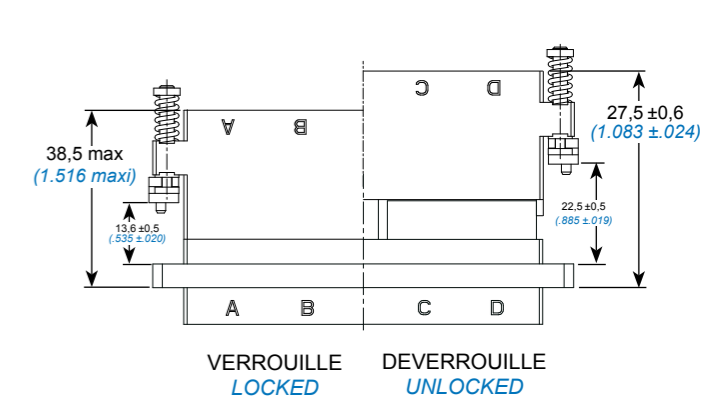 C D
A B
38,5 max
(1.516 maxi)
27,5 ±0,6
(1.083 ±.024)
13,6 ±0,5
(.535 ±.020)
22,5 ±0,5
(.885 ±.019)
A B C D
VERROUILLE DEVERROUILLE
LOCKED UNLOCKED